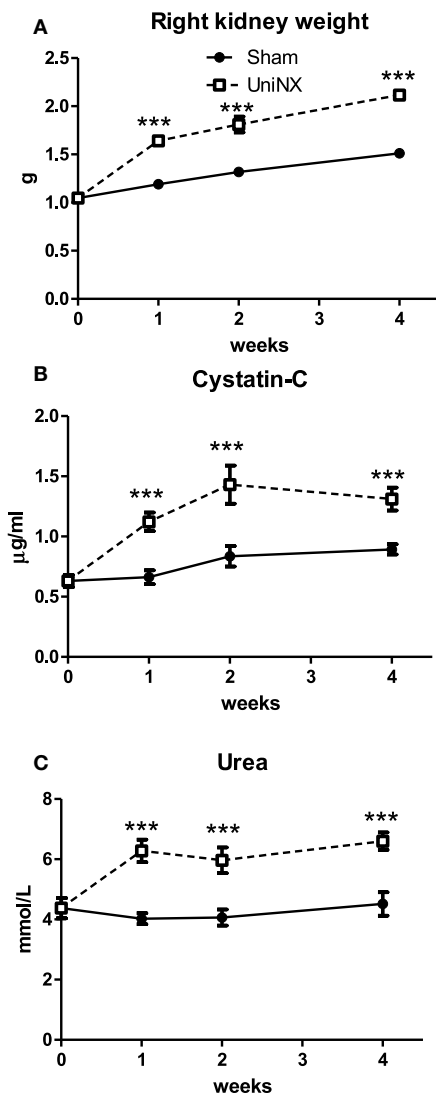 A
Right kidney weight
Sham
UniNX
2.5
2.0
1.5
1.0
0.5
0.0
g
***
***
***
0 1 2 3 4
weeks
B
Cystatin-C
2.0
1.5
1.0
0.5
0.0
µg/ml
***
***
***
0 1 2 3 4
weeks
C
Urea
8
6
4
2
0
mmol/L
***
***
***
0 1 2 3 4
weeks